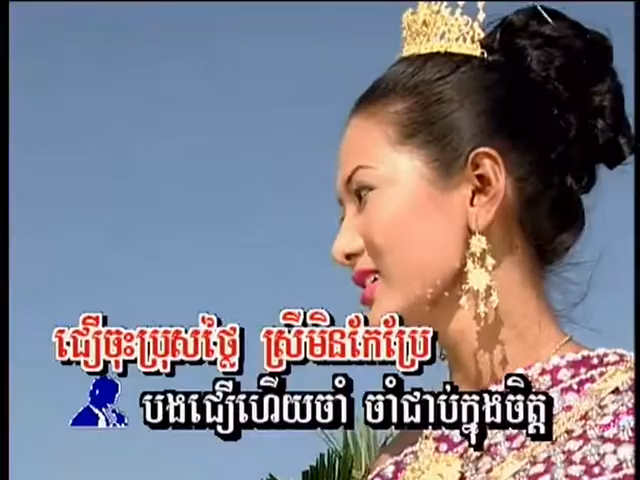 ជឿចុះប្រុសថ្លៃ ស្រីមិនកែប្រែ
បងជឿហើយចាំ ចាំជាប់ក្នុងចិត្ត